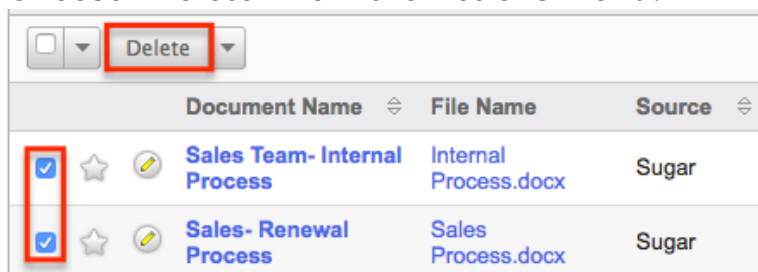 Delete
Document Name File Name Source
Sales Team- Internal Internal
Process Process.docx Sugar
Sales- Renewal Sales
Process Process.docx Sugar